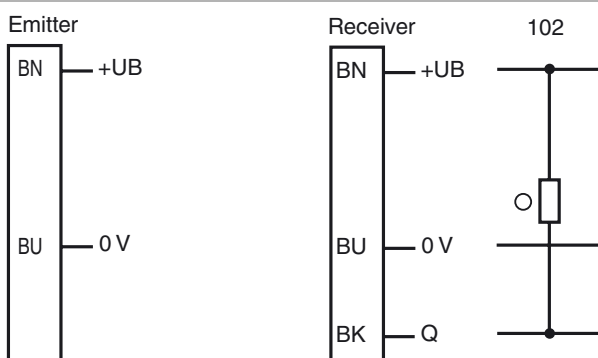 Emitter
BN +UB
BU 0 V
Receiver
BN +UB
BU 0 V
BK Q
102